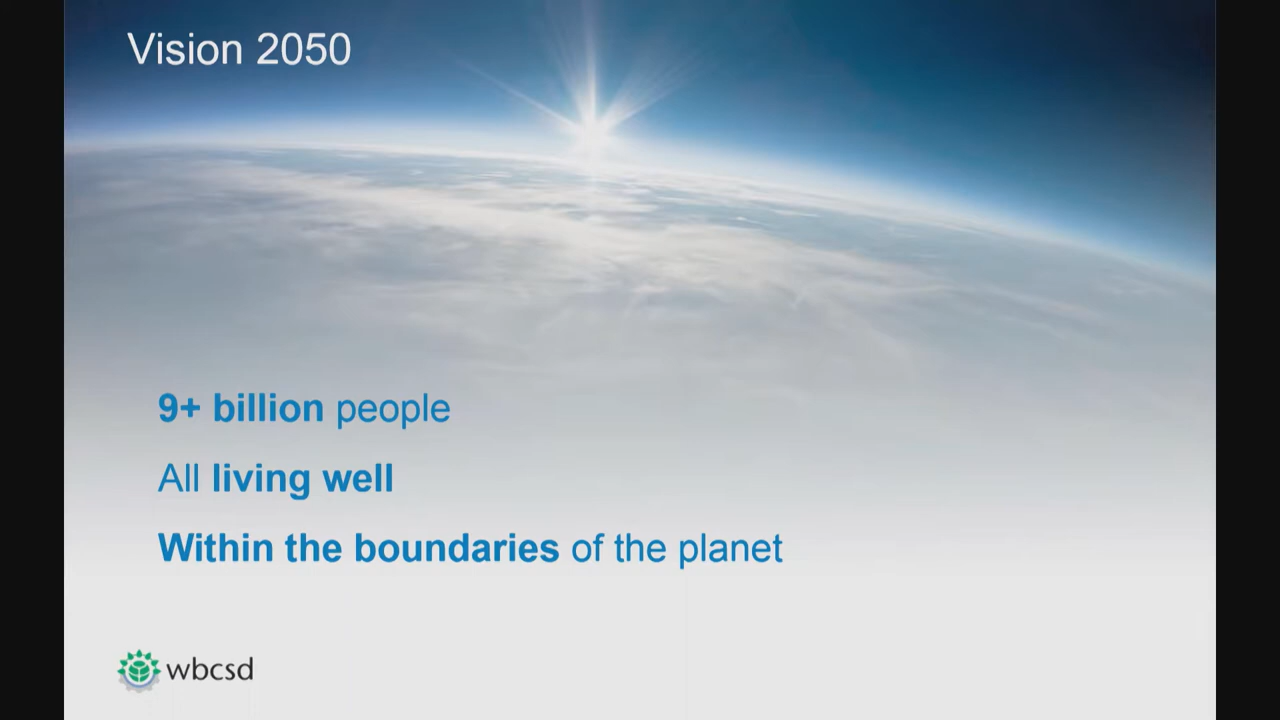 Vision 2050
9+ billion people
All living well
Within the boundaries of the planet
wbcsd